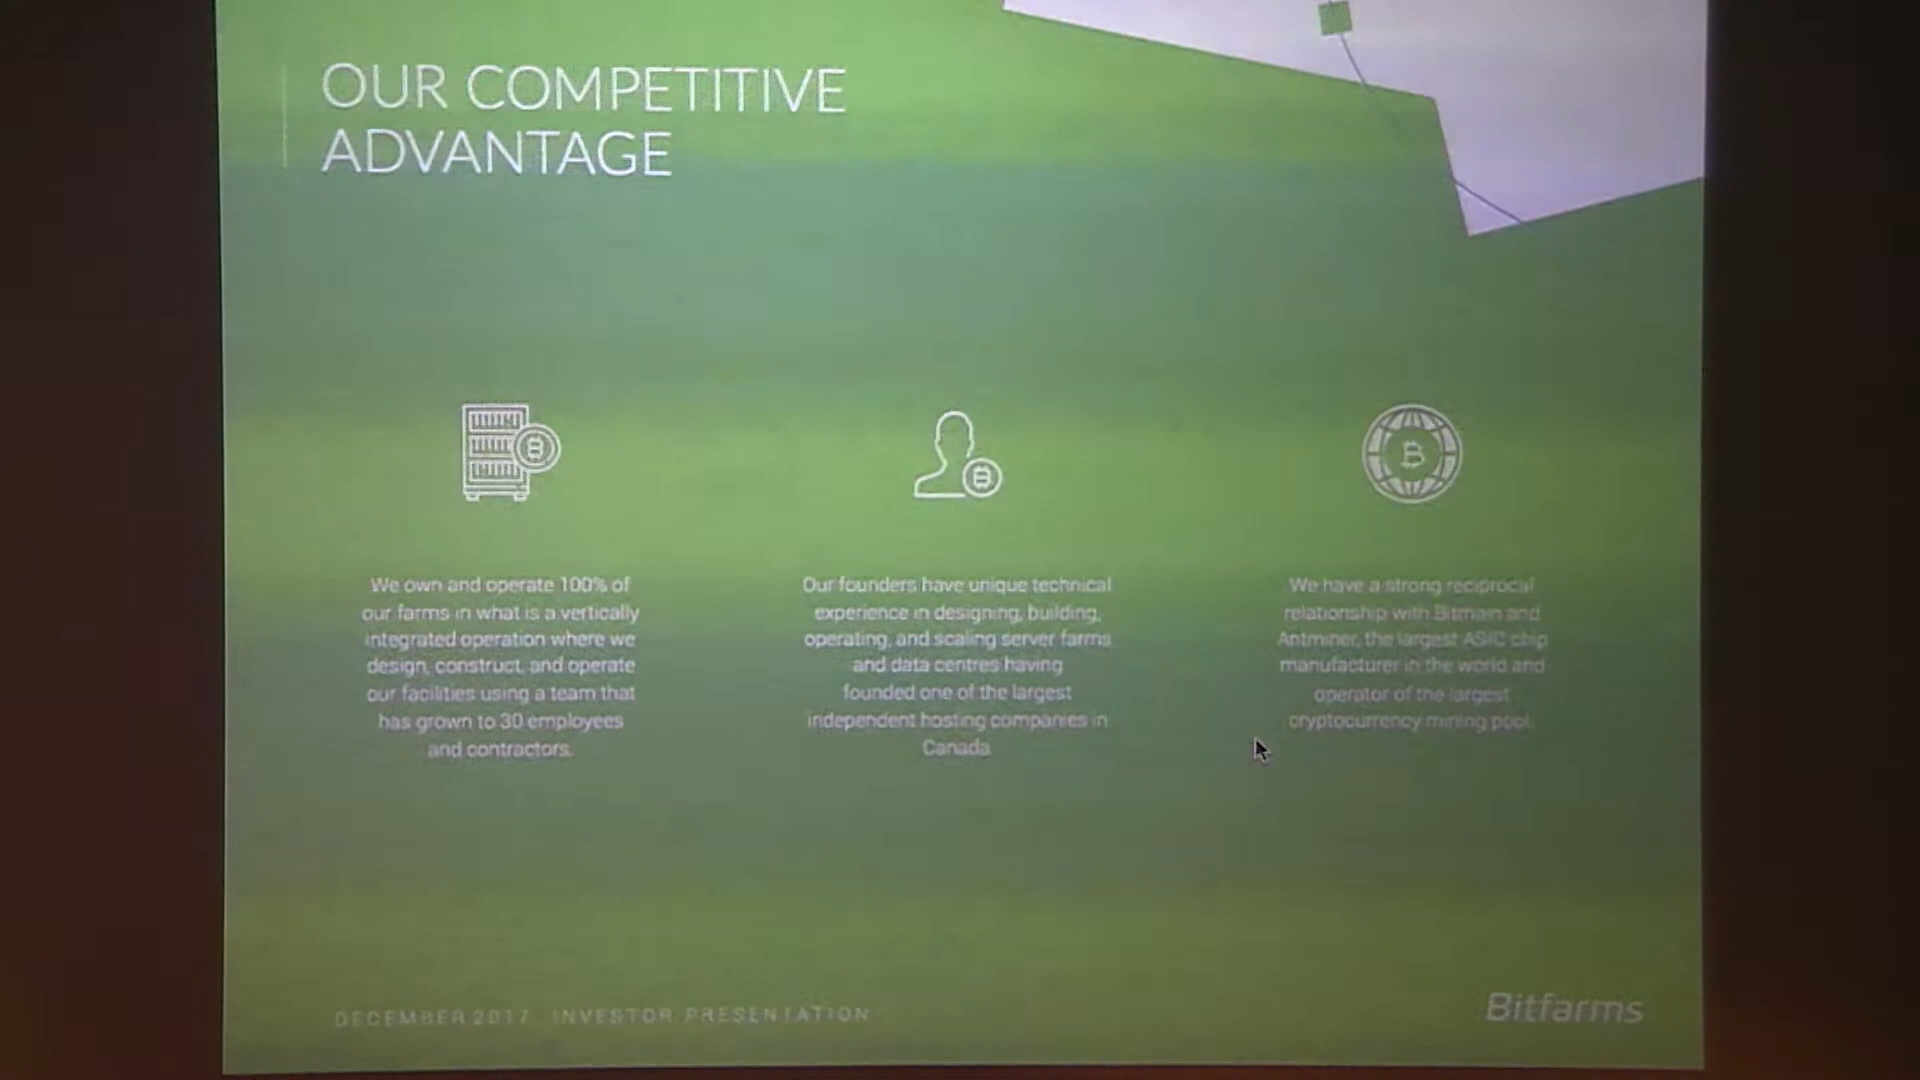 OUR COMPETITIVE
ADVANTAGE
We own and operate 100% of
our farms in what is a vertically
integrated operation where we
design, construct, and operate
our facilities using a team that
has grown to 30 employees
and contractors.
Our founders have unique technical
experience in designing, building,
operating, and scaling server farms
and data centres having
founded one of the largest
independent hosting companies in
Canada.
We have a strong reciprocal
relationship with Bitmain and
Antminer, the largest ASIC chip
manufacturer in the world and
operator of the largest
cryptocurrency mining pool.
DECEMBER 2017 INVESTOR PRESENTATION
Bitfarms